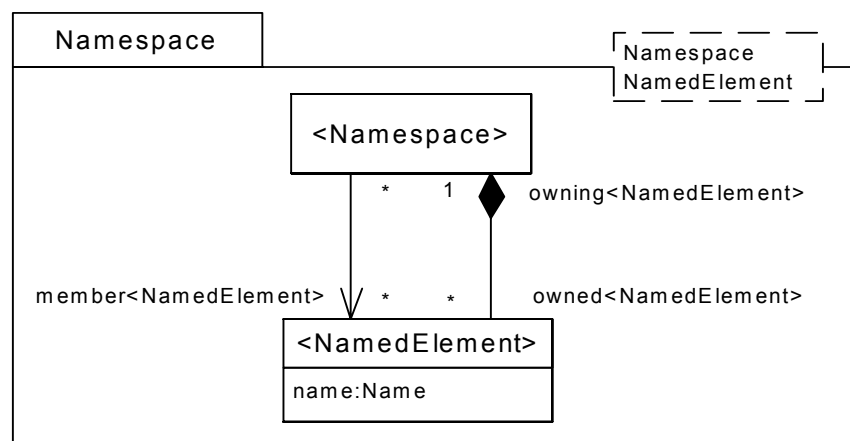 Namespace
Namespace
NamedElement
<Namespace>
* 1 owning<NamedElement>
member<NamedElement> * * owned<NamedElement>
<NamedElement>
name:Name